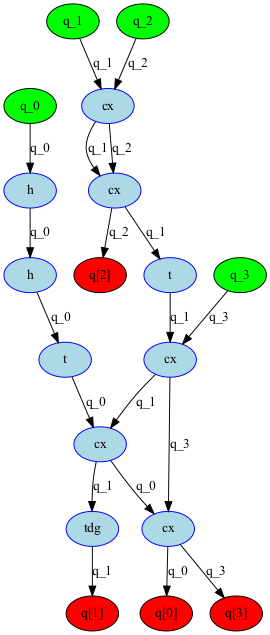 q_1 q_2
q_1 q_2
q_0 cx
q_0 q_1 q_2
h cx
q_0 q_2 q_1
h q[2] t q_3
q_0 q_1 q_3
t cx
q_0 q_1
q_3
cx
q_1 q_0
tdg cx
q_1 q_0 q_3
q[1] q[0] q[3]